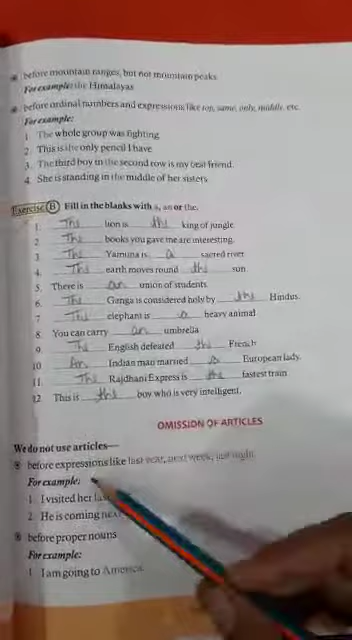 before mountain ranges, but not mountain peaks.
For example: the Himalayas
before ordinal numbers and expressions like top, same, only, middle, etc.
For example:
1. The whole group was fighting.
2. This is the only pencil I have.
3. The third boy in the second row is my best friend.
4. She is standing in the middle of her sisters.
Exercise B Fill in the blanks with a, an or the.
1. The lion is the king of jungle.
2. The books you gave me are interesting.
3. The Yamuna is a sacred river.
4. The earth moves round the sun.
5. There is an union of students.
6. The Ganga is considered holy by the Hindus.
7. The elephant is a heavy animal
8. You can carry an umbrella
9. The English defeated the French
10. An Indian man married a European lady.
11. The Rajdhani Express is the fastest train.
12. This is the boy who is very intelligent.
OMISSION OF ARTICLES
We do not use articles—
before expressions like last year, next week, last night.
For example:
1. I visited her last
2. He is coming next
before proper nouns
For example:
1. I am going to America.